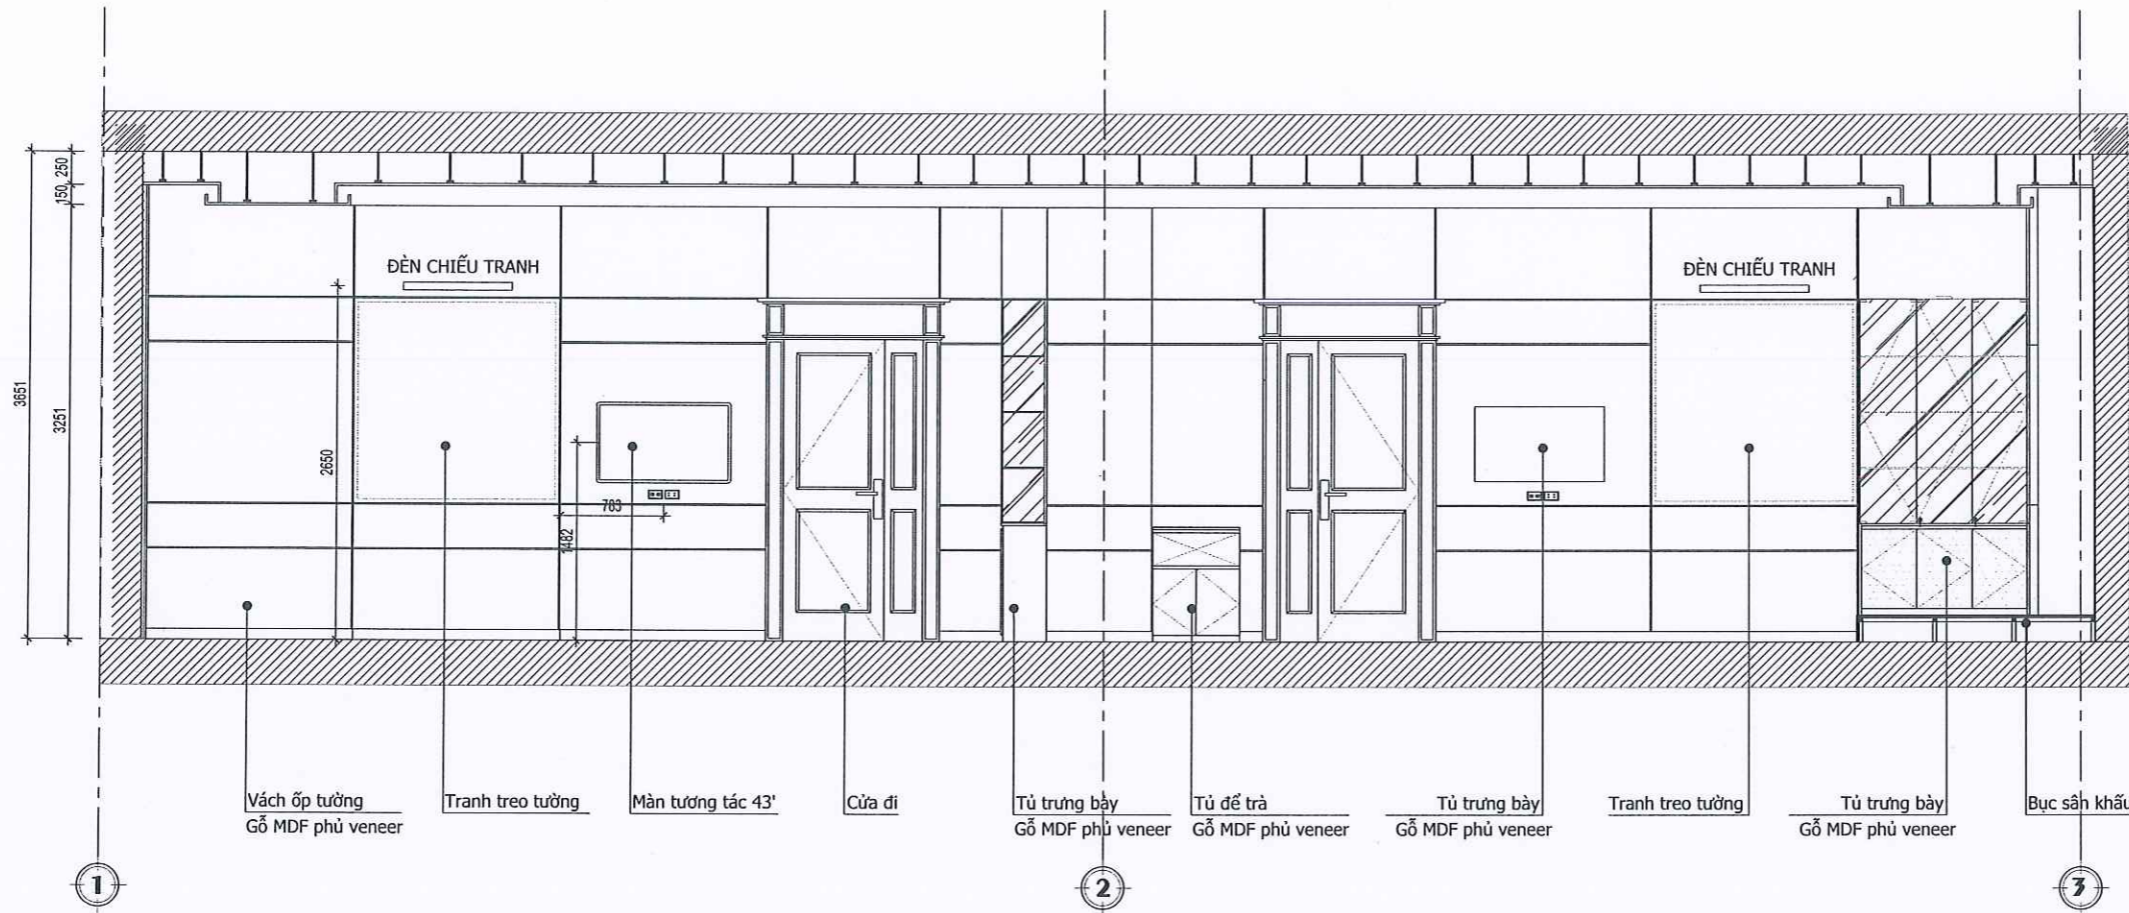 250
150
3651
3251
ĐÈN CHIẾU TRANH
ĐÈN CHIẾU TRANH
2650
703
1482
Vách ốp tường
Gỗ MDF phủ veneer
Tranh treo tường
Màn tương tác 43'
Cửa đi
Tủ trưng bày
Gỗ MDF phủ veneer
Tủ để trà
Gỗ MDF phủ veneer
Tủ trưng bày
Gỗ MDF phủ veneer
Tranh treo tường
Tủ trưng bày
Gỗ MDF phủ veneer
Bục sân khấu
1
2
3